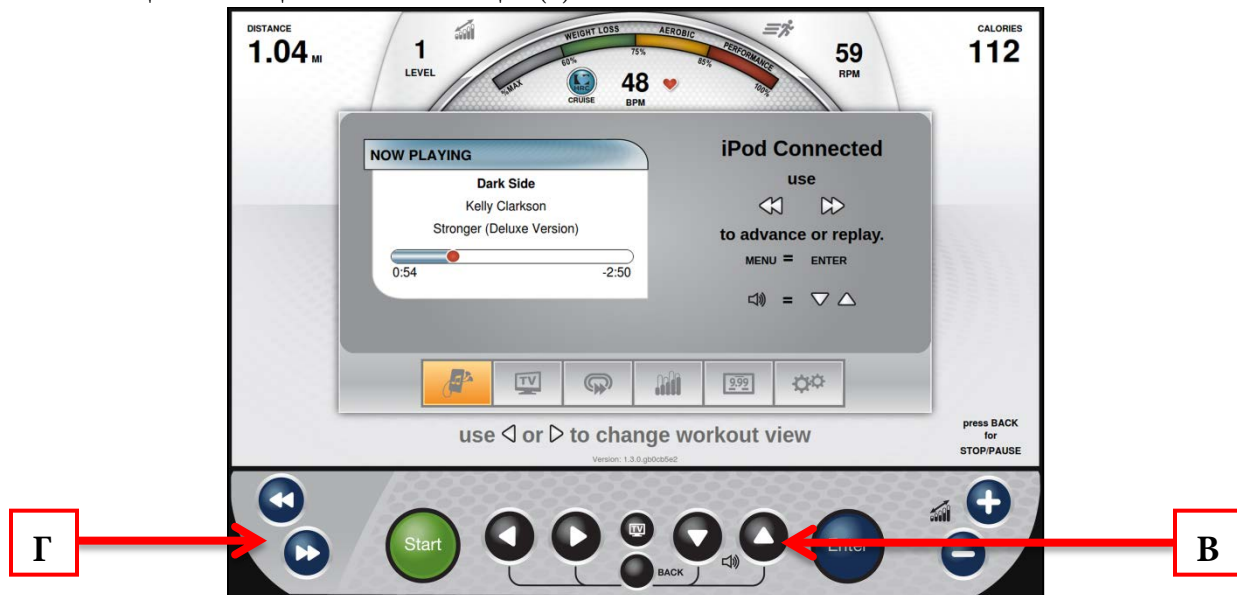 DISTANCE
1.04 MI
1
LEVEL
WEIGHT LOSS
AEROBIC
PERFORMANCE
%MAX
60%
75%
85%
100%
HRC
CRUISE
48
BPM
59
RPM
CALORIES
112
NOW PLAYING
Dark Side
Kelly Clarkson
Stronger (Deluxe Version)
0:54 -2:50
iPod Connected
use
to advance or replay.
MENU = ENTER
=
TV
9.99
use ◁ or ▷ to change workout view
Version: 1.3.0.gb0cb5e2
press BACK
for
STOP/PAUSE
Г
Start
TV
BACK
Enter
В